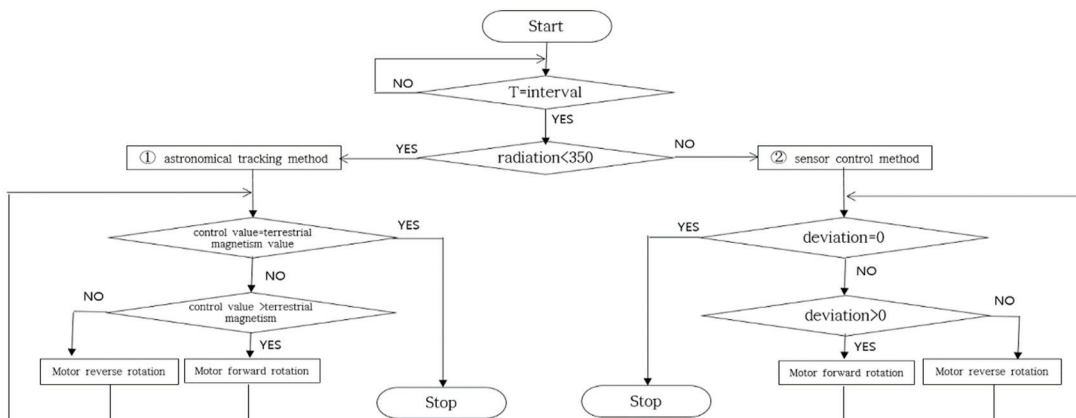 Start
NO
T=interval
YES
① astronomical tracking method
YES
radiation<350
NO
② sensor control method
control value=terrestrial
magnetism value
YES
YES
deviation=0
NO
NO
NO
control value >terrestrial
magnetism
deviation>0
NO
YES
YES
Motor reverse rotation
Motor forward rotation
Motor forward rotation
Motor reverse rotation
Stop
Stop